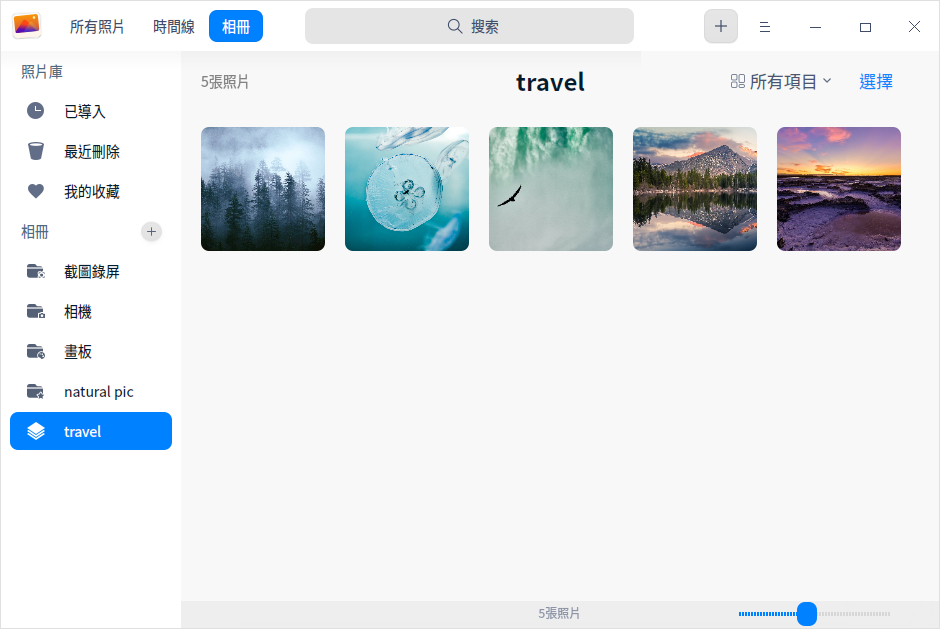 所有照片 時間線 相冊 搜索
照片庫
已導入
最近刪除
我的收藏
相冊
截圖錄屏
相機
畫板
natural pic
travel
5張照片 travel 所有項目 選擇
5張照片